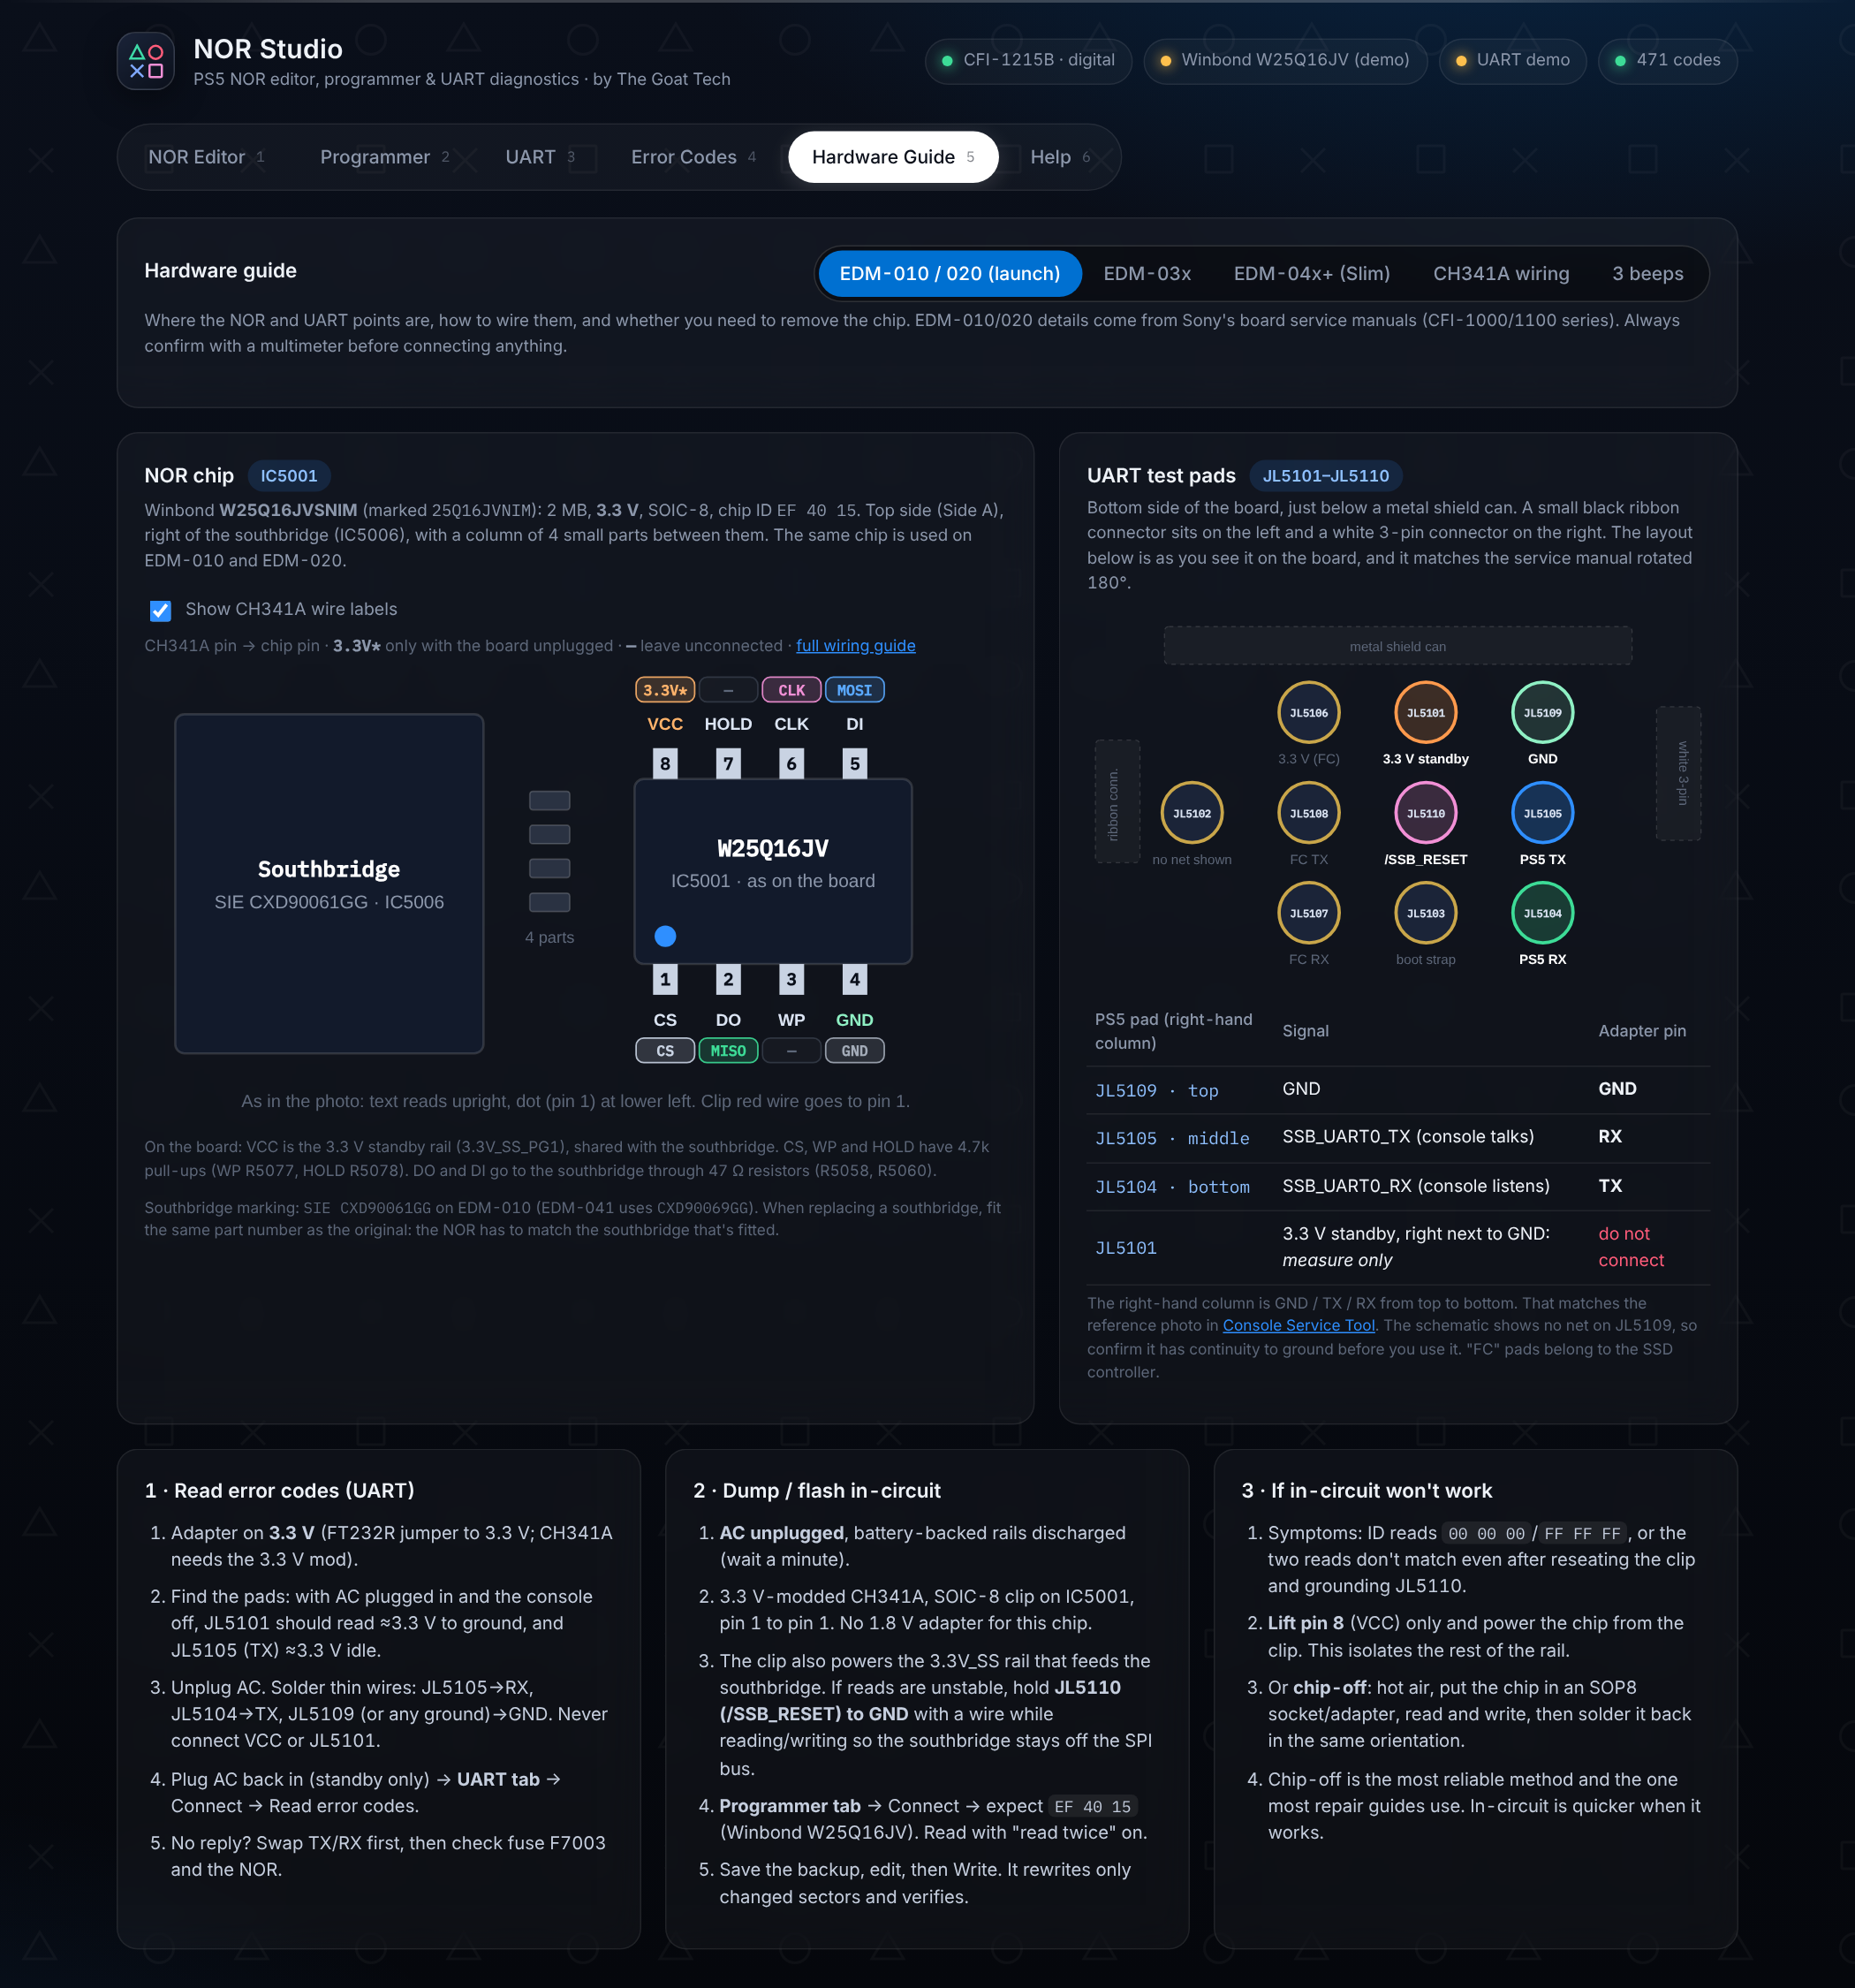 NOR Studio
PS5 NOR editor, programmer & UART diagnostics · by The Goat Tech
CFI-1215B · digital
Winbond W25Q16JV (demo)
UART demo
471 codes
NOR Editor 1
Programmer 2
UART 3
Error Codes 4
Hardware Guide 5
Help 6
Hardware guide
EDM-010 / 020 (launch)
EDM-03x
EDM-04x+ (Slim)
CH341A wiring
3 beeps
Where the NOR and UART points are, how to wire them, and whether you need to remove the chip. EDM-010/020 details come from Sony's board service manuals (CFI-1000/1100 series). Always
confirm with a multimeter before connecting anything.
NOR chip IC5001
Winbond W25Q16JVSNIM (marked 25Q16JVNIM): 2 MB, 3.3 V, SOIC-8, chip ID EF 40 15. Top side (Side A),
right of the southbridge (IC5006), with a column of 4 small parts between them. The same chip is used on
EDM-010 and EDM-020.
Show CH341A wire labels
CH341A pin → chip pin · 3.3V* only with the board unplugged · — leave unconnected · full wiring guide
3.3V* — CLK MOSI
VCC HOLD CLK DI
8 7 6 5
Southbridge
SIE CXD90061GG · IC5006
4 parts
W25Q16JV
IC5001 · as on the board
1 2 3 4
CS DO WP GND
CS MISO — GND
As in the photo: text reads upright, dot (pin 1) at lower left. Clip red wire goes to pin 1.
On the board: VCC is the 3.3 V standby rail (3.3V_SS_PG1), shared with the southbridge. CS, WP and HOLD have 4.7k
pull-ups (WP R5077, HOLD R5078). DO and DI go to the southbridge through 47 Ω resistors (R5058, R5060).
Southbridge marking: SIE CXD90061GG on EDM-010 (EDM-041 uses CXD90069GG). When replacing a southbridge, fit
the same part number as the original: the NOR has to match the southbridge that's fitted.
UART test pads JL5101–JL5110
Bottom side of the board, just below a metal shield can. A small black ribbon
connector sits on the left and a white 3-pin connector on the right. The layout
below is as you see it on the board, and it matches the service manual rotated
180°.
metal shield can
JL5106 JL5101 JL5109
3.3 V (FC) 3.3 V standby GND
ribbon conn.
white 3-pin
JL5102 JL5108 JL5110 JL5105
no net shown FC TX /SSB_RESET PS5 TX
JL5107 JL5103 JL5104
FC RX boot strap PS5 RX
PS5 pad (right-hand
column)
Signal
Adapter pin
JL5109 · top GND GND
JL5105 · middle SSB_UART0_TX (console talks) RX
JL5104 · bottom SSB_UART0_RX (console listens) TX
JL5101
3.3 V standby, right next to GND:
measure only
do not
connect
The right-hand column is GND / TX / RX from top to bottom. That matches the
reference photo in Console Service Tool. The schematic shows no net on JL5109, so
confirm it has continuity to ground before you use it. "FC" pads belong to the SSD
controller.
1 · Read error codes (UART)
1. Adapter on 3.3 V (FT232R jumper to 3.3 V; CH341A
needs the 3.3 V mod).
2. Find the pads: with AC plugged in and the console
off, JL5101 should read ≈3.3 V to ground, and
JL5105 (TX) ≈3.3 V idle.
3. Unplug AC. Solder thin wires: JL5105→RX,
JL5104→TX, JL5109 (or any ground)→GND. Never
connect VCC or JL5101.
4. Plug AC back in (standby only) → UART tab →
Connect → Read error codes.
5. No reply? Swap TX/RX first, then check fuse F7003
and the NOR.
2 · Dump / flash in-circuit
1. AC unplugged, battery-backed rails discharged
(wait a minute).
2. 3.3 V-modded CH341A, SOIC-8 clip on IC5001,
pin 1 to pin 1. No 1.8 V adapter for this chip.
3. The clip also powers the 3.3V_SS rail that feeds the
southbridge. If reads are unstable, hold JL5110
(/SSB_RESET) to GND with a wire while
reading/writing so the southbridge stays off the SPI
bus.
4. Programmer tab → Connect → expect EF 40 15
(Winbond W25Q16JV). Read with "read twice" on.
5. Save the backup, edit, then Write. It rewrites only
changed sectors and verifies.
3 · If in-circuit won't work
1. Symptoms: ID reads 00 00 00/FF FF FF, or the
two reads don't match even after reseating the clip
and grounding JL5110.
2. Lift pin 8 (VCC) only and power the chip from the
clip. This isolates the rest of the rail.
3. Or chip-off: hot air, put the chip in an SOP8
socket/adapter, read and write, then solder it back
in the same orientation.
4. Chip-off is the most reliable method and the one
most repair guides use. In-circuit is quicker when it
works.